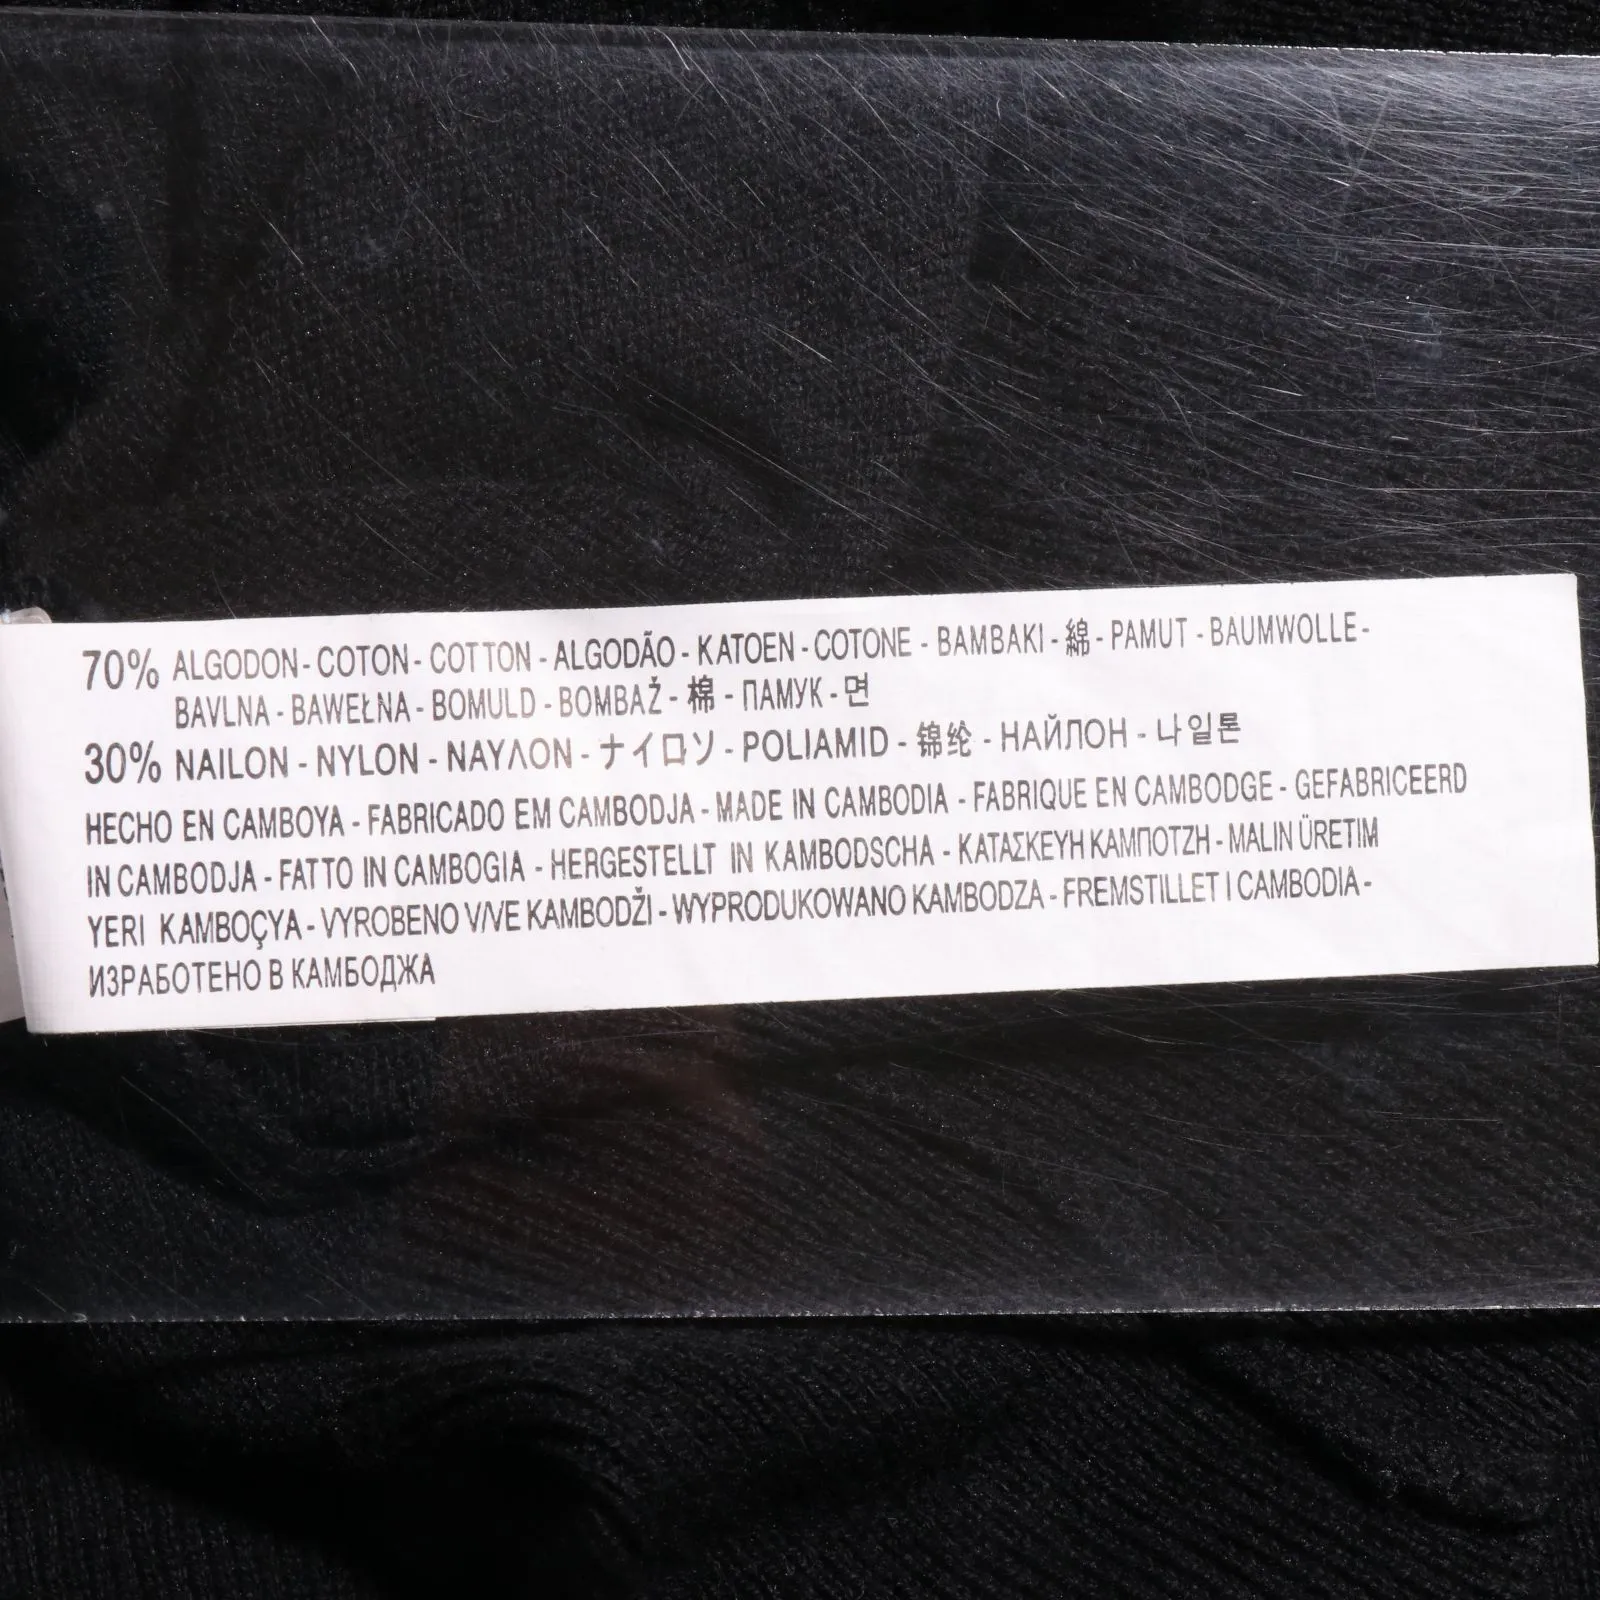 70% ALGODON - COTON - COTTON - ALGODÃO - KATOEN - COTONE - BAMBAKI - 綿 - PAMUT - BAUMWOLLE -
BAVLNA - BAWEŁNA - BOMULD - BOMBAŽ - 棉 - ПАМУК - 면
30% NAILON - NYLON - ΝΑΥΛΟΝ - ナイロソ - POLIAMID - 锦纶 - НАЙЛОН - 나일론
HECHO EN CAMBOYA - FABRICADO EM CAMBODJA - MADE IN CAMBODIA - FABRIQUE EN CAMBODGE - GEFABRICEERD
IN CAMBODJA - FATTO IN CAMBOGIA - HERGESTELLT IN KAMBODSCHA - ΚΑΤΑΣΚΕΥΗ ΚΑΜΠΟΤΖΗ - MALIN ÜRETIM
YERI KAMBOÇYA - VYROBENO V/VE KAMBODŽI - WYPRODUKOWANO KAMBODZA - FREMSTILLET I CAMBODIA -
ИЗРАБОТЕНО В КАМБОДЖА